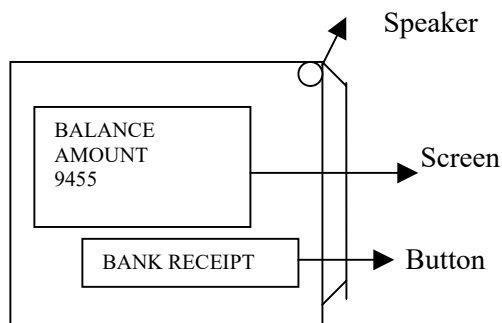 Speaker
BALANCE
AMOUNT
9455
Screen
BANK RECEIPT
Button